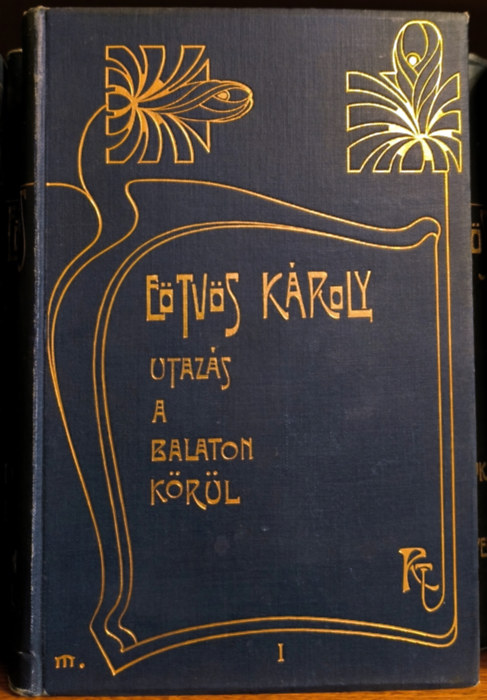 EÖTVÖS KÁROLY
UTAZÁS
A
BALATON
KÖRÜL
m.
I